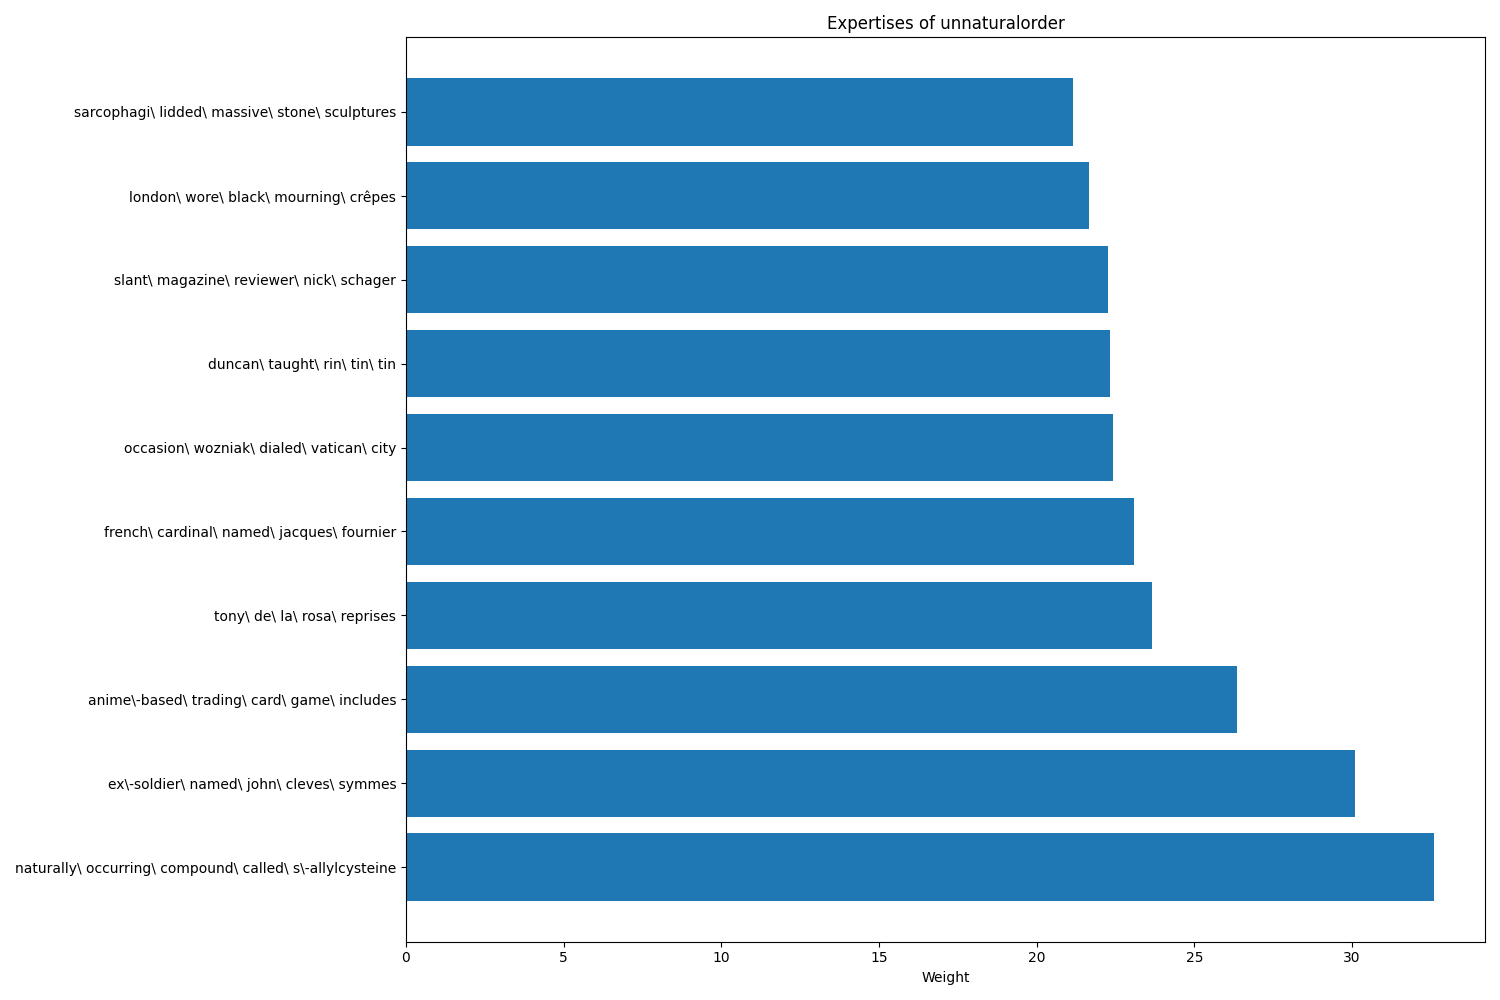 Expertises of unnaturalorder
sarcophagi\ lidded\ massive\ stone\ sculptures
london\ wore\ black\ mourning\ crêpes
slant\ magazine\ reviewer\ nick\ schager
duncan\ taught\ rin\ tin\ tin
occasion\ wozniak\ dialed\ vatican\ city
french\ cardinal\ named\ jacques\ fournier
tony\ de\ la\ rosa\ reprises
anime\-based\ trading\ card\ game\ includes
ex\-soldier\ named\ john\ cleves\ symmes
naturally\ occurring\ compound\ called\ s\-allylcysteine
0 5 10 15 20 25 30
Weight